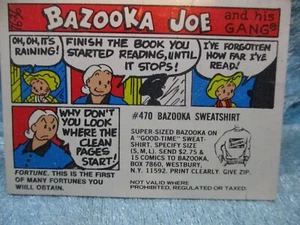 BAZOOKA JOE and his
GANG®
OH, OH, IT'S
RAINING!
FINISH THE BOOK YOU
STARTED READING, UNTIL
IT STOPS!
I'VE FORGOTTEN
HOW FAR I'VE
READ!
WHY DON'T
YOU LOOK
WHERE THE
CLEAN
PAGES
START!
#470 BAZOOKA SWEATSHIRT
SUPER-SIZED BAZOOKA ON
A "GOOD-TIME" SWEAT-
SHIRT. SPECIFY SIZE
(S,M,L). SEND $2.75 &
15 COMICS TO BAZOOKA,
BOX 7860, WESTBURY,
N.Y. 11592. PRINT CLEARLY. GIVE ZIP.
NOT VALID WHERE
PROHIBITED, REGULATED OR TAXED.
FORTUNE. THIS IS THE FIRST
OF MANY FORTUNES YOU
WILL OBTAIN.